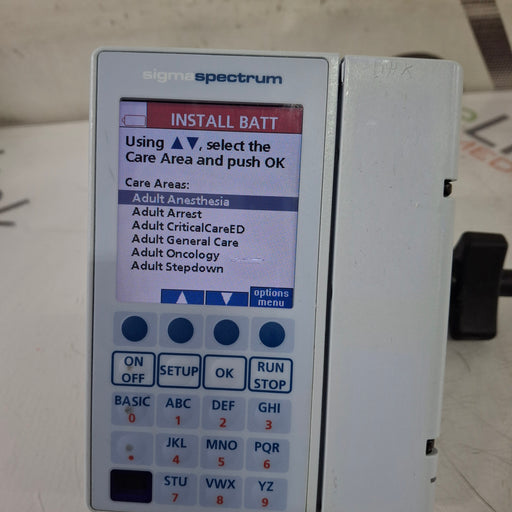 sigmaspectrum
INSTALL BATT
Using ▲▼, select the
Care Area and push OK
Care Areas:
Adult Anesthesia
Adult Arrest
Adult CriticalCareED
Adult General Care
Adult Oncology
Adult Stepdown
options
menu
ON
OFF
SETUP
OK
RUN
STOP
BASIC
0
ABC
1
DEF
2
GHI
3
.
JKL
4
MNO
5
PQR
6
STU
7
VWX
8
YZ
9